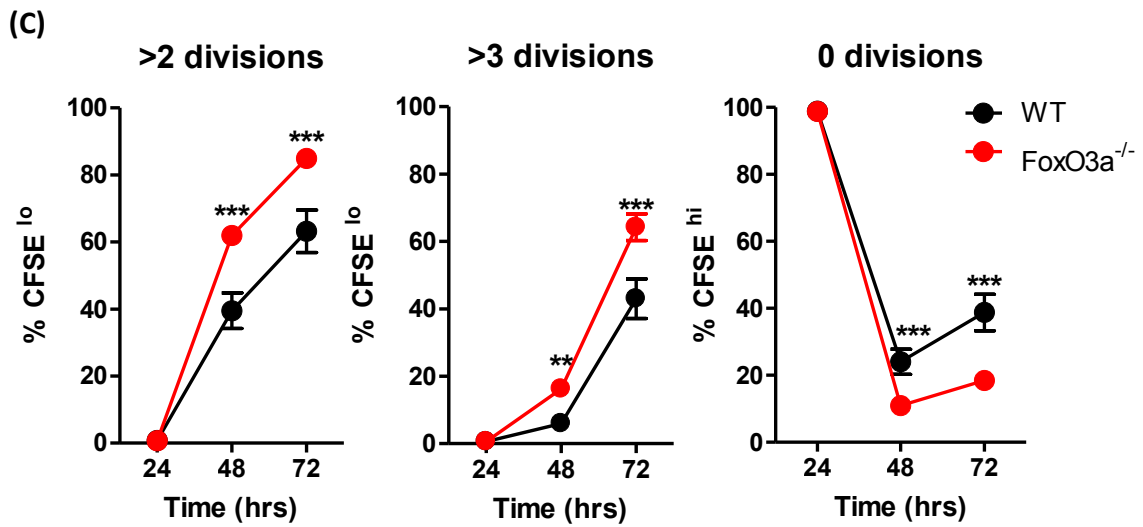 (C)
>2 divisions
>3 divisions
0 divisions
% CFSE lo
100
80
60
40
20
0
***
***
24 48 72
Time (hrs)
% CFSE lo
100
80
60
40
20
0
**
***
24 48 72
Time (hrs)
% CFSE hi
100
80
60
40
20
0
***
***
24 48 72
Time (hrs)
WT
FoxO3a-/-